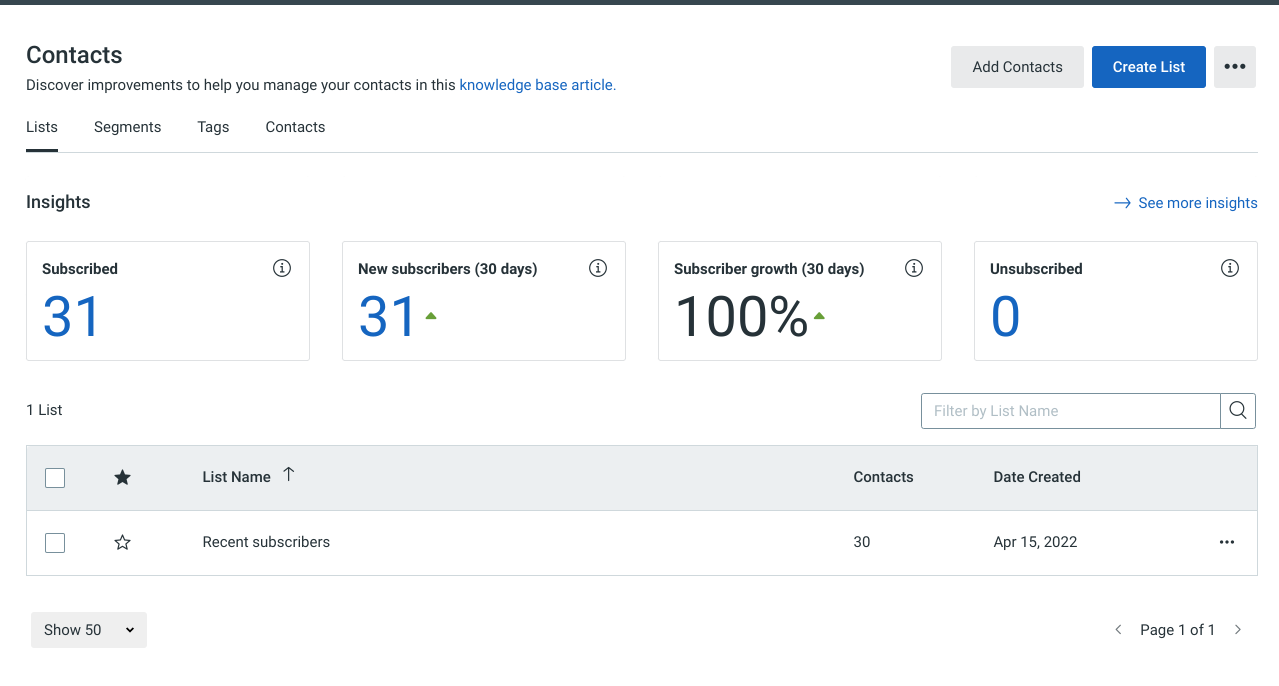 Contacts
Discover improvements to help you manage your contacts in this knowledge base article.
Add Contacts
Create List
Lists Segments Tags Contacts
Insights
See more insights
Subscribed
31
New subscribers (30 days)
31
Subscriber growth (30 days)
100%
Unsubscribed
0
1 List
Filter by List Name
List Name Contacts Date Created
Recent subscribers 30 Apr 15, 2022
Show 50
Page 1 of 1